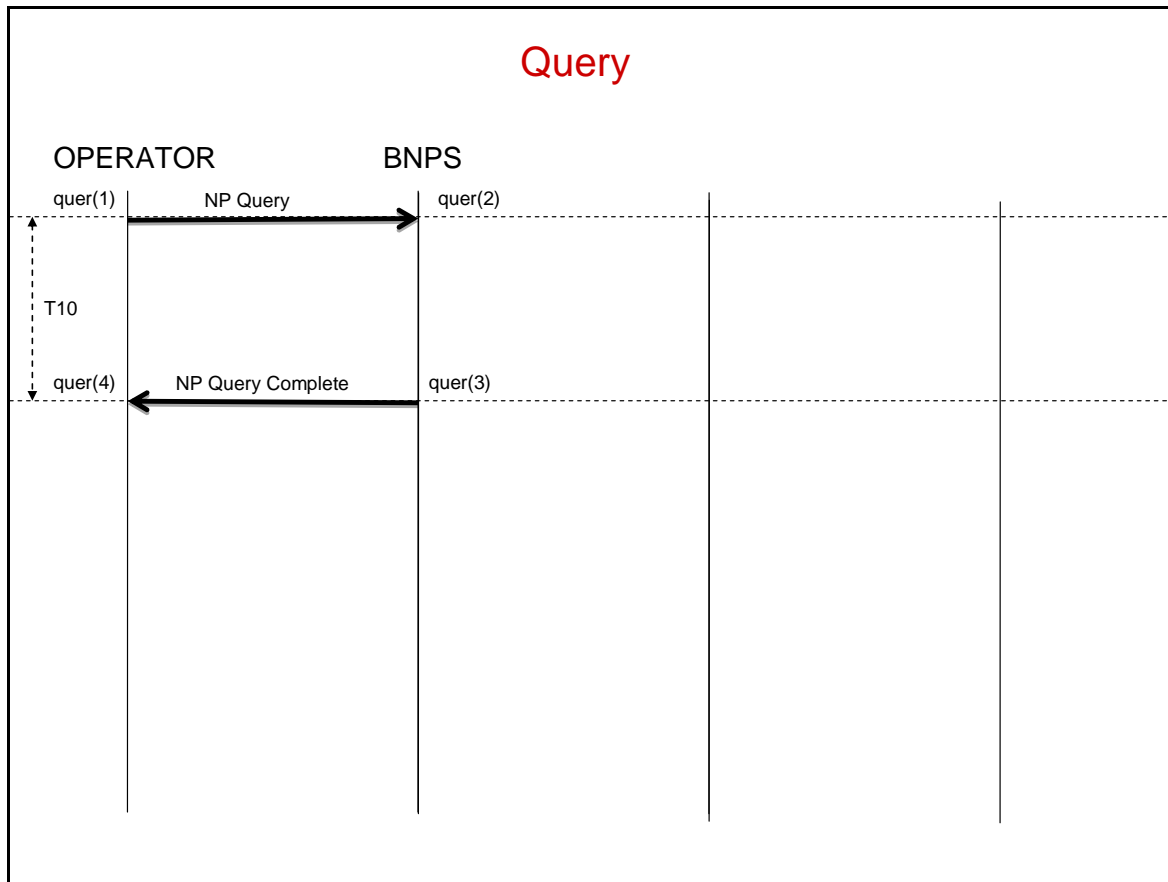 Query
OPERATOR BNPS
quer(1) NP Query quer(2)
T10
quer(4) NP Query Complete quer(3)